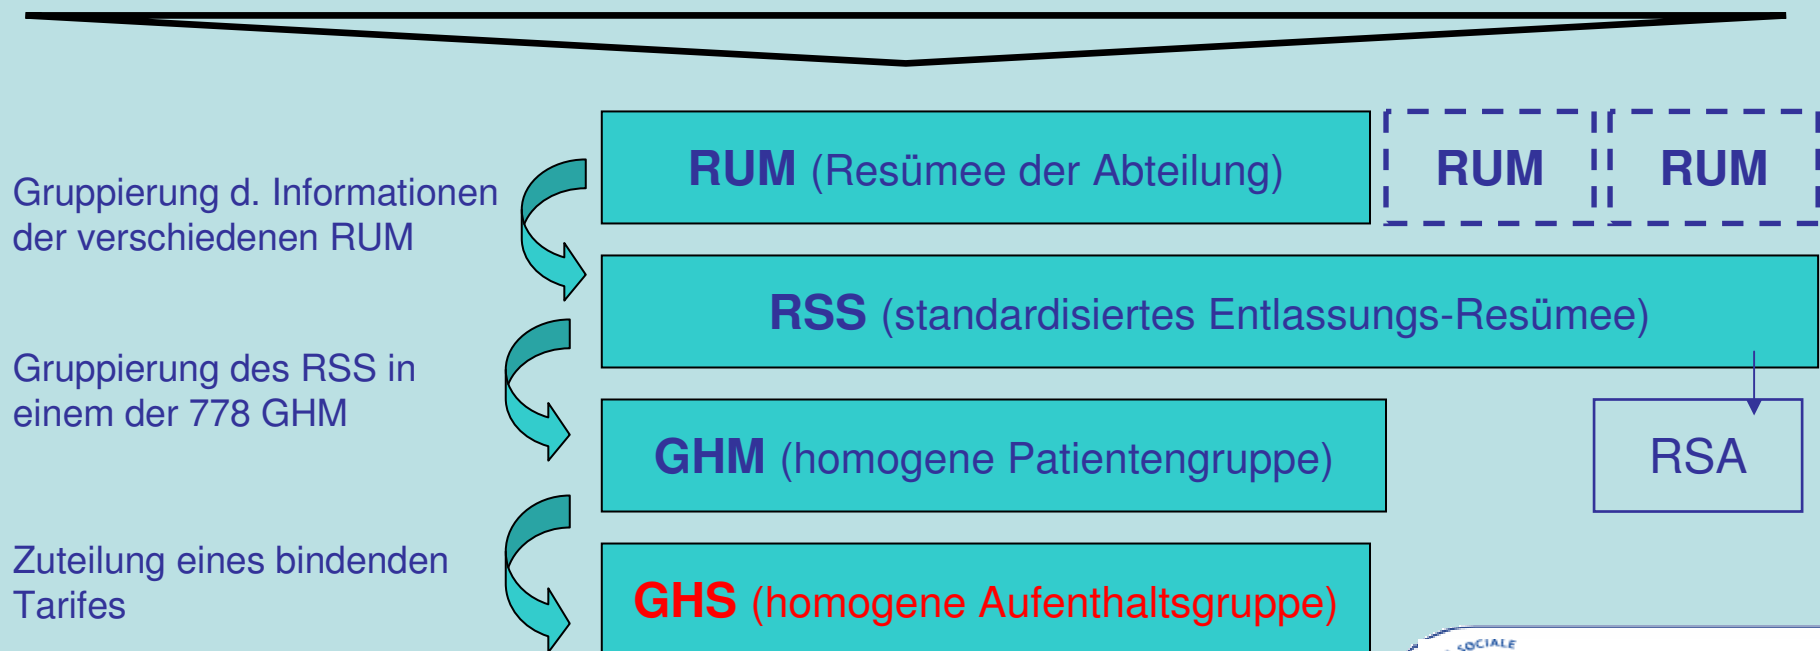 Gruppierung d. Informationen
der verschiedenen RUM
RUM (Resümee der Abteilung)
RUM
RUM
RSS (standardisiertes Entlassungs-Resümee)
Gruppierung des RSS in
einem der 778 GHM
GHM (homogene Patientengruppe)
RSA
Zuteilung eines bindenden
Tarifes
GHS (homogene Aufenthaltsgruppe)
SOCIALE